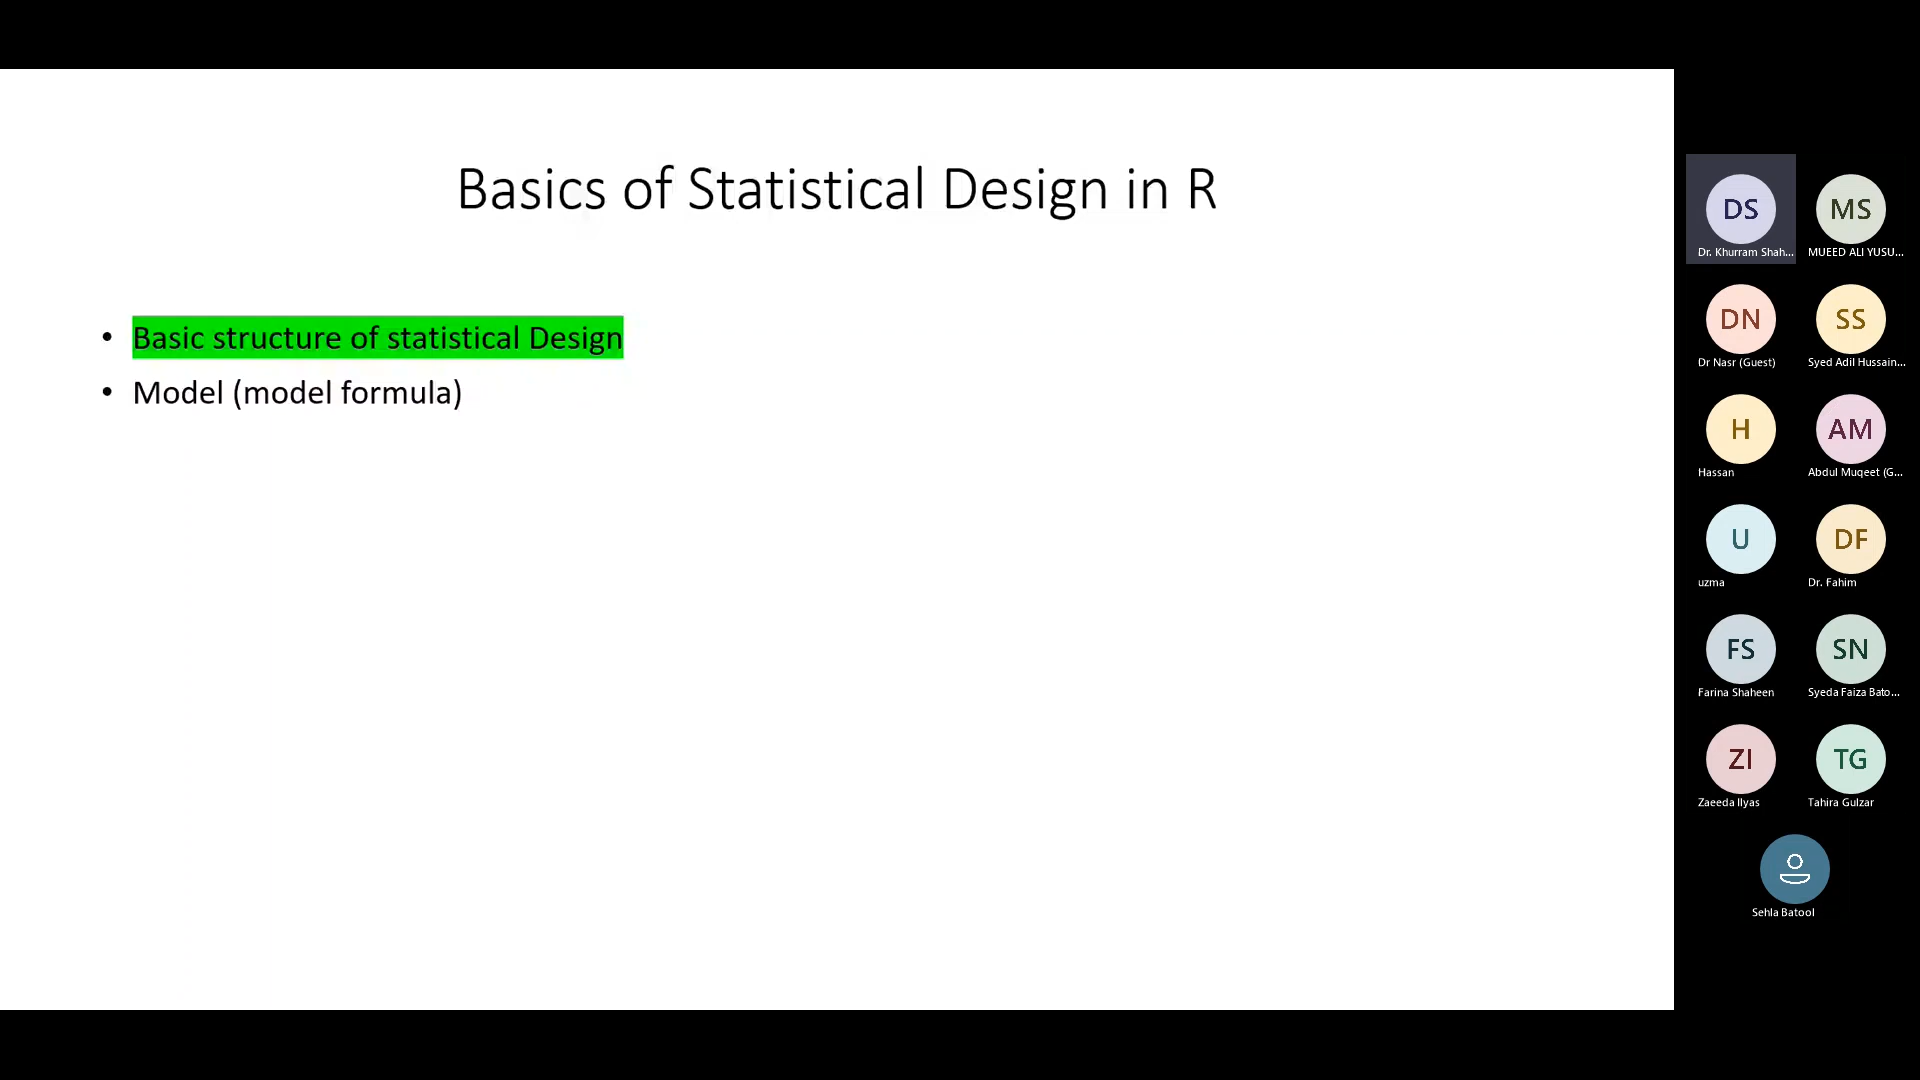 Basics of Statistical Design in R
• Basic structure of statistical Design
• Model (model formula)
DS
Dr. Khurram Shah...
MS
MUEED ALI YUSU...
DN
Dr Nasr (Guest)
SS
Syed Adil Hussain...
H
Hassan
AM
Abdul Muqeet (G...
U
uzma
DF
Dr. Fahim
FS
Farina Shaheen
SN
Syeda Faiza Bato...
ZI
Zaeeda Ilyas
TG
Tahira Gulzar
Sehla Batool